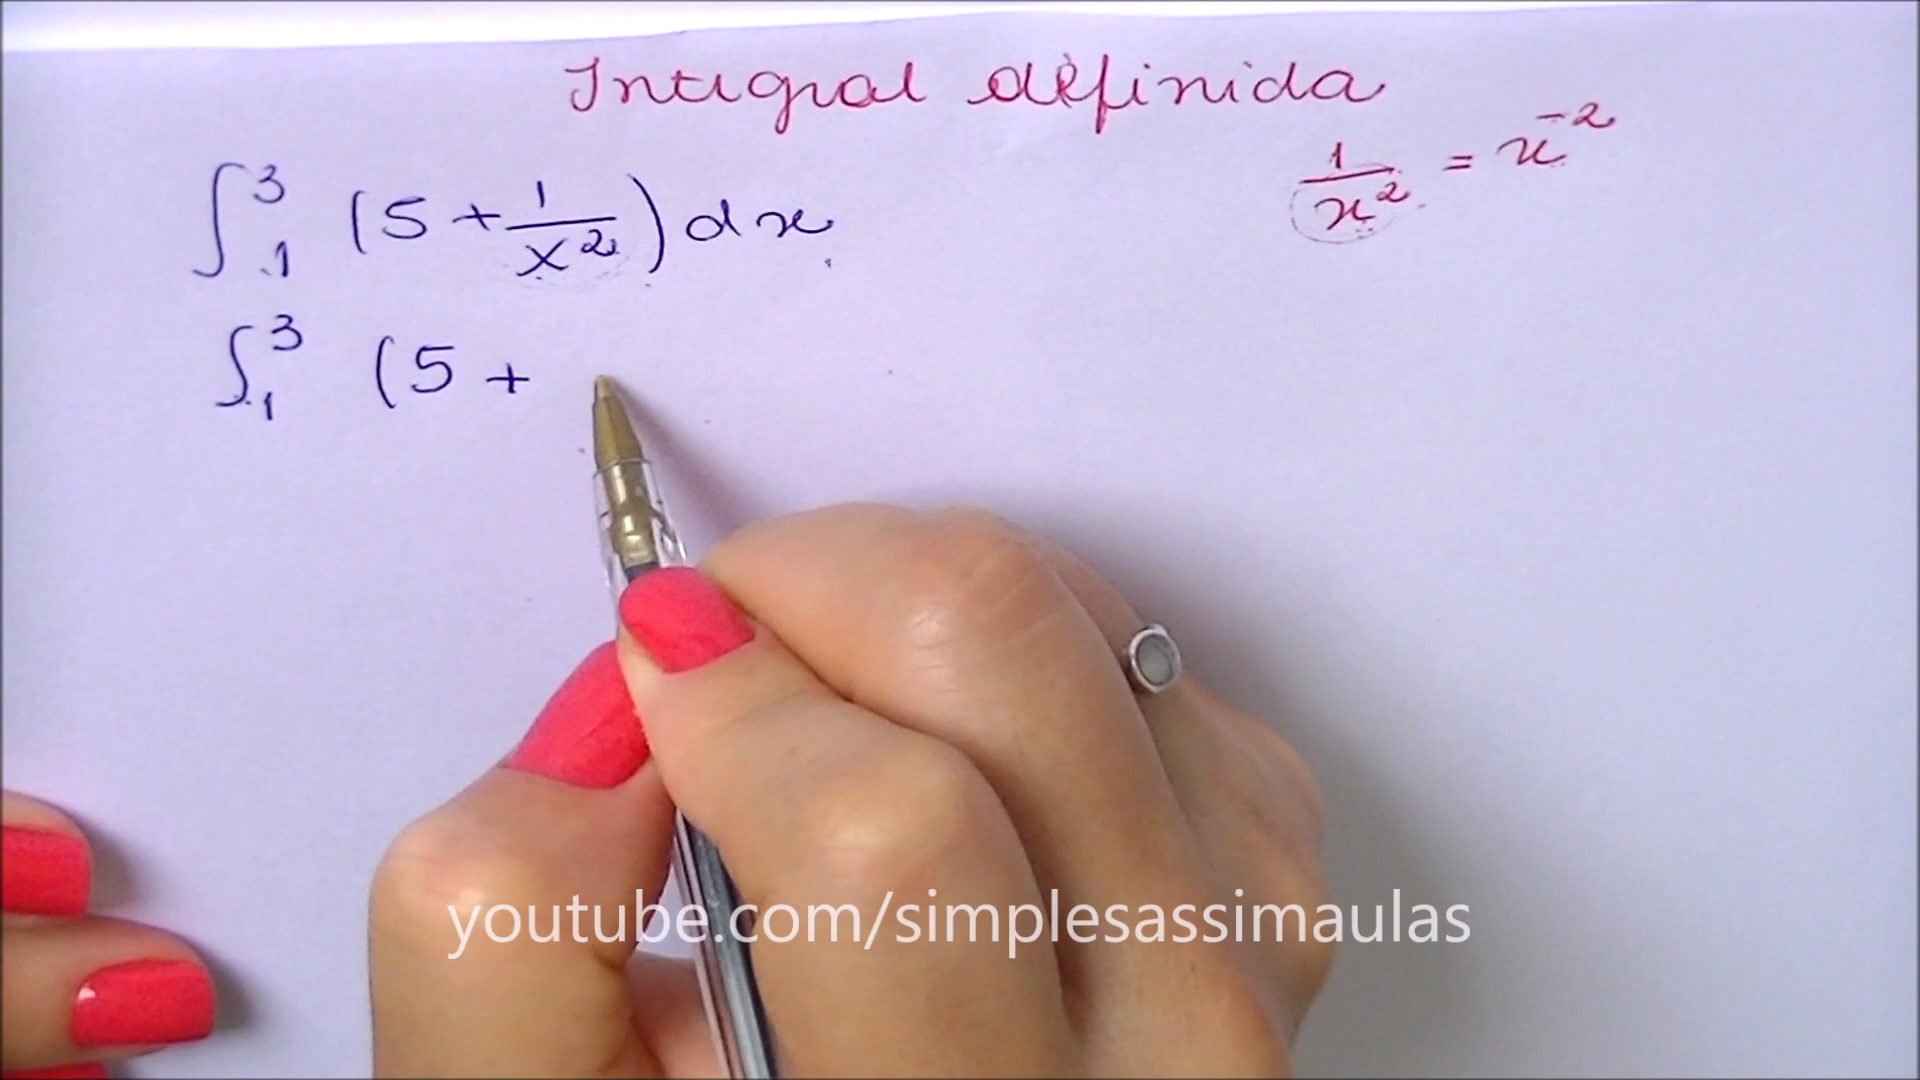 Integral definida
1/x² = x⁻²
∫₁³ (5 + 1/x²) dx
∫₁³ (5 +
youtube.com/simplesassimaulas